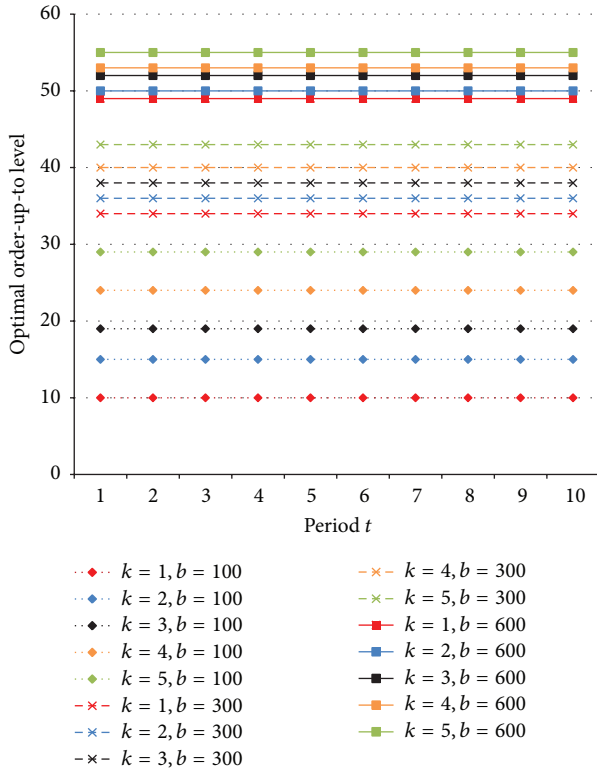 60
50
40
30
20
10
0
Optimal order-up-to level
1 2 3 4 5 6 7 8 9 10
Period t
k = 1, b = 100
k = 2, b = 100
k = 3, b = 100
k = 4, b = 100
k = 5, b = 100
k = 1, b = 300
k = 2, b = 300
k = 3, b = 300
k = 4, b = 300
k = 5, b = 300
k = 1, b = 600
k = 2, b = 600
k = 3, b = 600
k = 4, b = 600
k = 5, b = 600